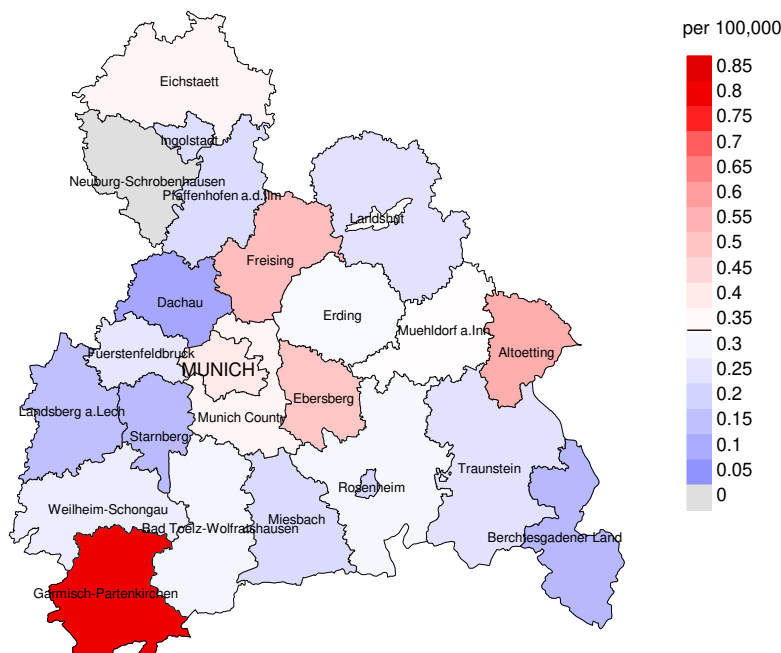 per 100,000
0.85
0.8
0.75
0.7
0.65
0.6
0.55
0.5
0.45
0.4
0.35
0.3
0.25
0.2
0.15
0.1
0.05
0
Eichstaett
Ingolstadt
Neuburg-Schrobenhausen
Pfaffenhofen a.d.Ilm
Landshut
Freising
Dachau
Erding
Muehldorf a.Inn
Altoetting
Fuerstenfeldbruck
MUNICH
Ebersberg
Landsberg a.Lech
Munich County
Starnberg
Traunstein
Rosenheim
Weilheim-Schongau
Miesbach
Bad Toelz-Wolfratshausen
Berchtesgadener Land
Garmisch-Partenkirchen